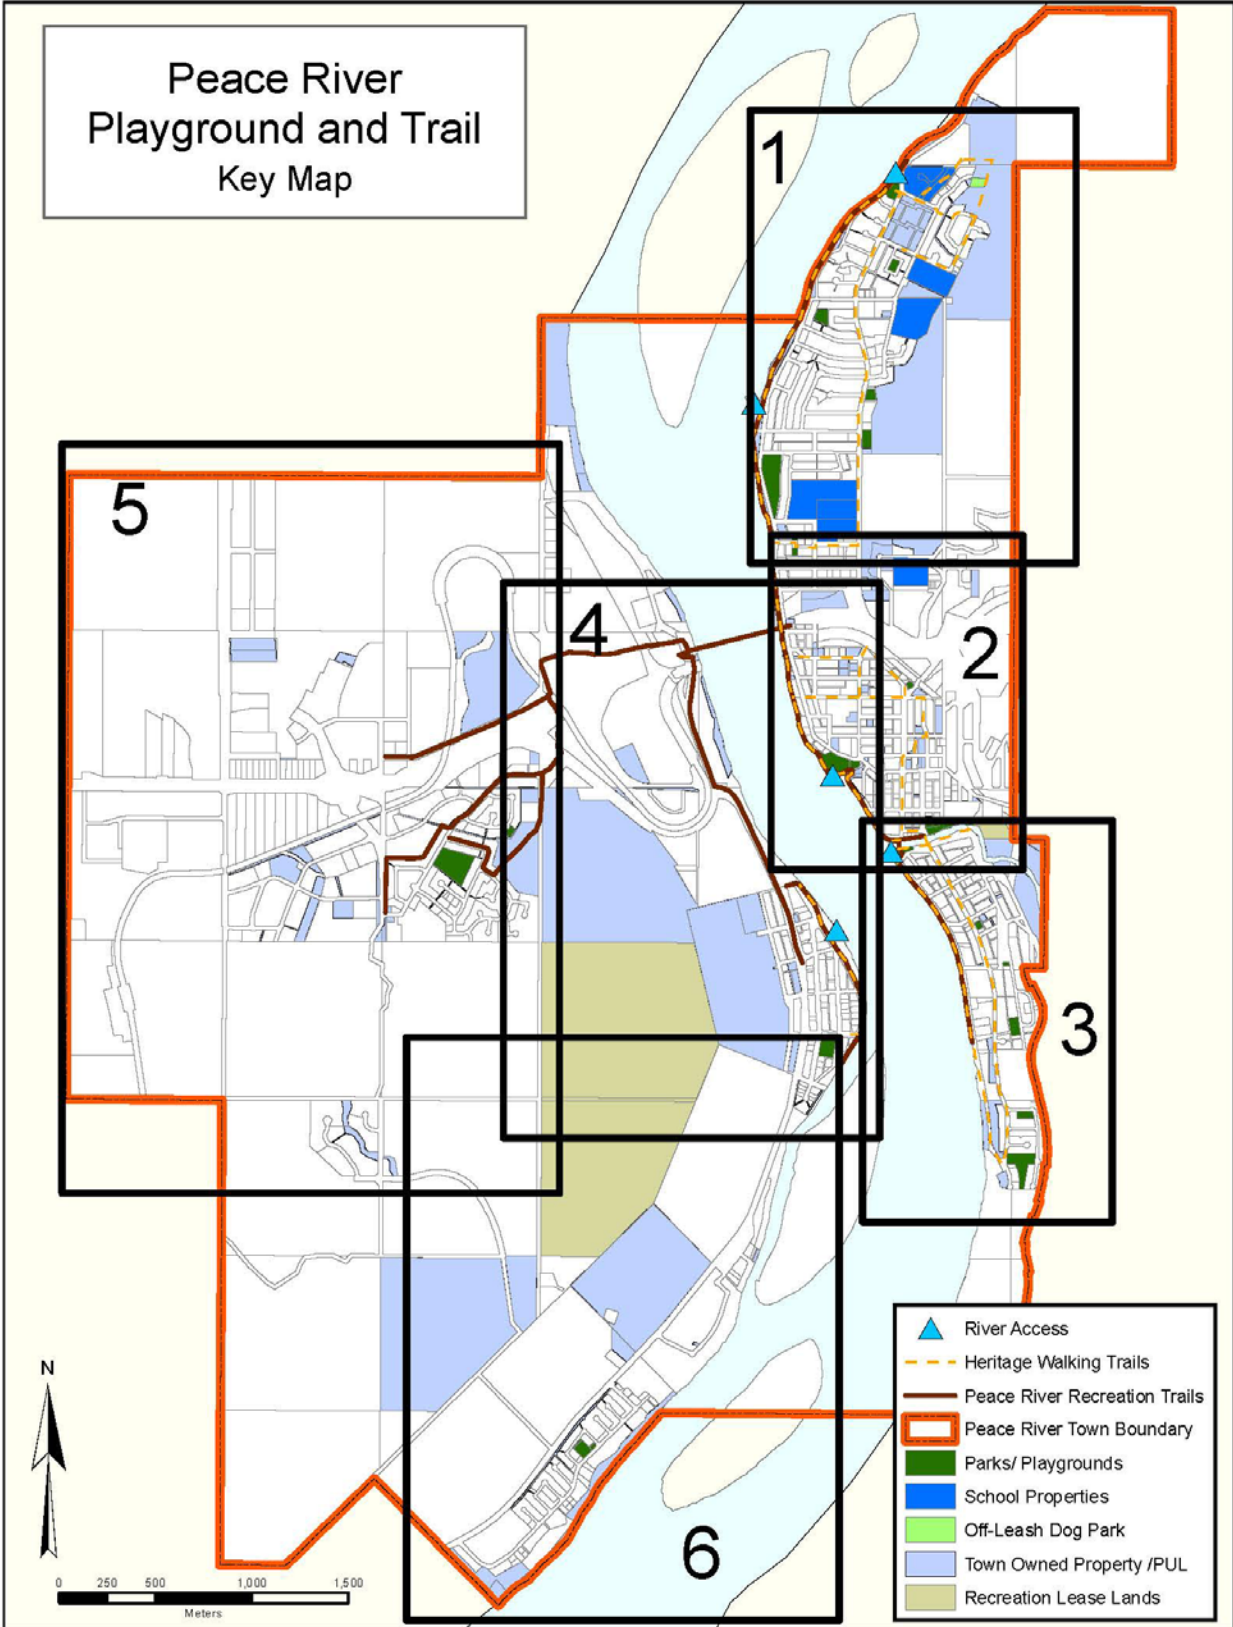 Peace River
Playground and Trail
Key Map
1
5
4
2
3
6
N
0 250 500 1,000 1,500
Meters
River Access
Heritage Walking Trails
Peace River Recreation Trails
Peace River Town Boundary
Parks/ Playgrounds
School Properties
Off-Leash Dog Park
Town Owned Property /PUL
Recreation Lease Lands